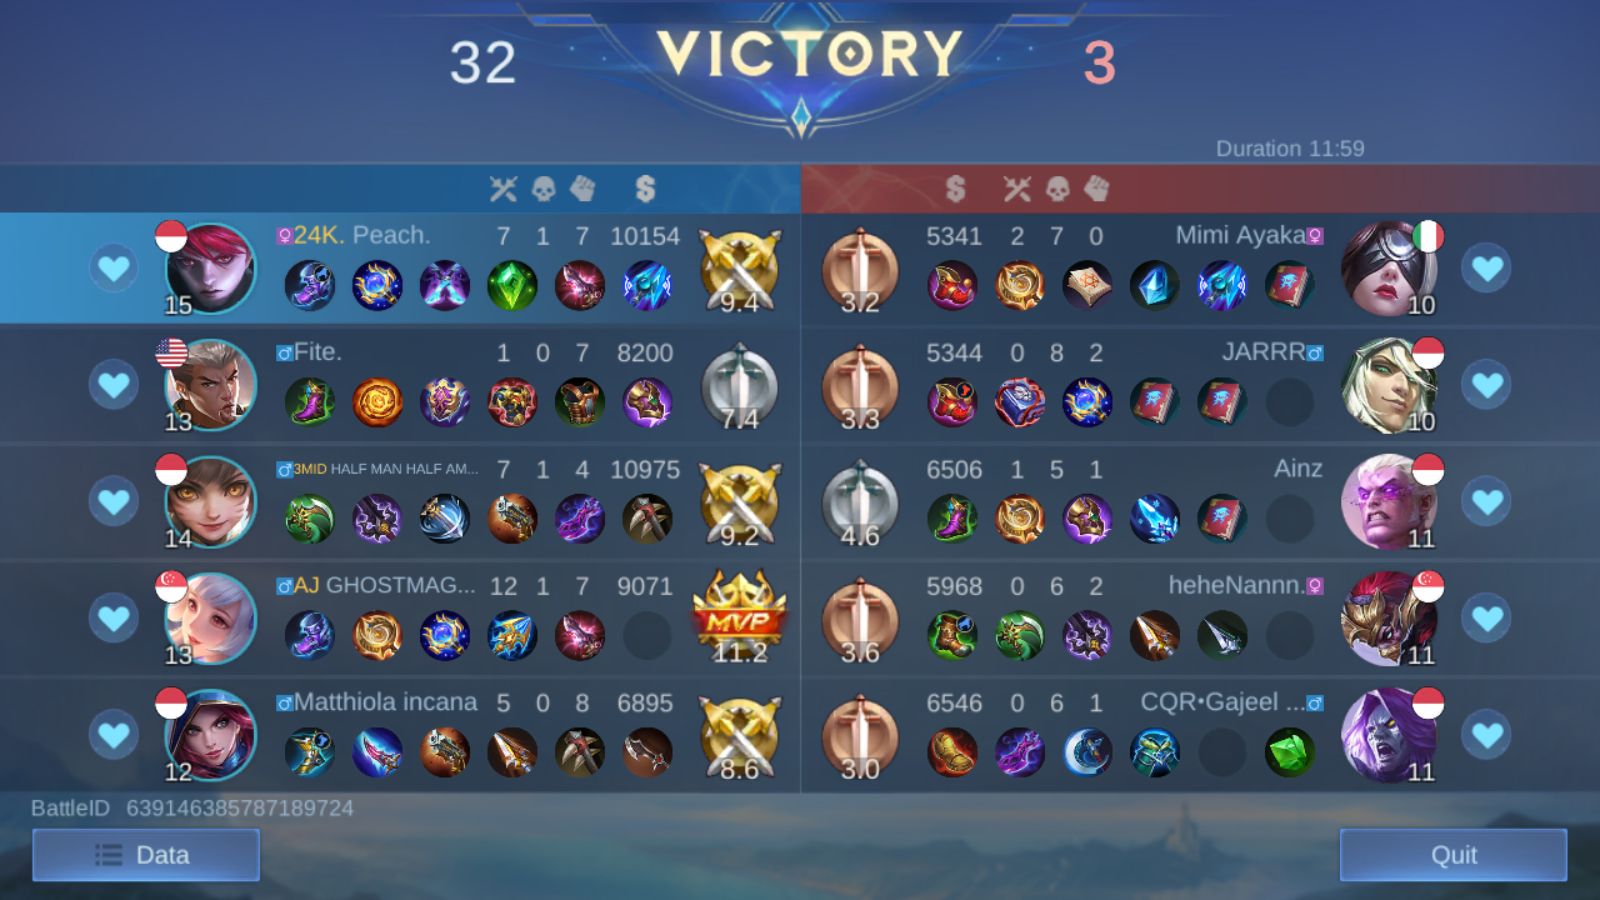 32 VICTORY 3
Duration 11:59
24K. Peach. 7 1 7 10154
15 9.4
5341 2 7 0 Mimi Ayaka
3.2 10
Fite. 1 0 7 8200
13 7.4
5344 0 8 2 JARRR
3.3 10
3MID HALF MAN HALF AM... 7 1 4 10975
14 9.2
6506 1 5 1 Ainz
4.6 11
AJ GHOSTMAG... 12 1 7 9071
MVP
13 11.2
5968 0 6 2 heheNannn.
3.6 11
Matthiola incana 5 0 8 6895
12 8.6
6546 0 6 1 CQR•Gajeel ...
3.0 11
BattleID 639146385787189724
Data
Quit